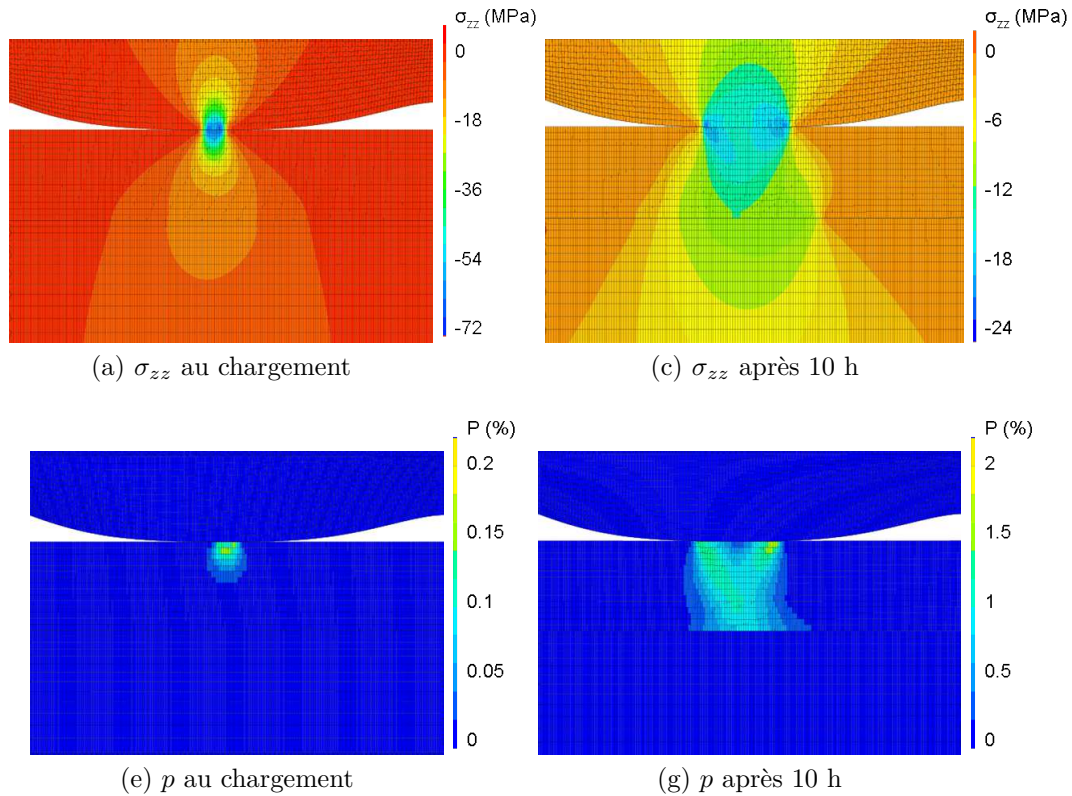 σzz (MPa)
0
-18
-36
-54
-72
(a) σzz au chargement
σzz (MPa)
0
-6
-12
-18
-24
(c) σzz après 10 h
P (%)
0.2
0.15
0.1
0.05
0
(e) p au chargement
P (%)
2
1.5
1
0.5
0
(g) p après 10 h